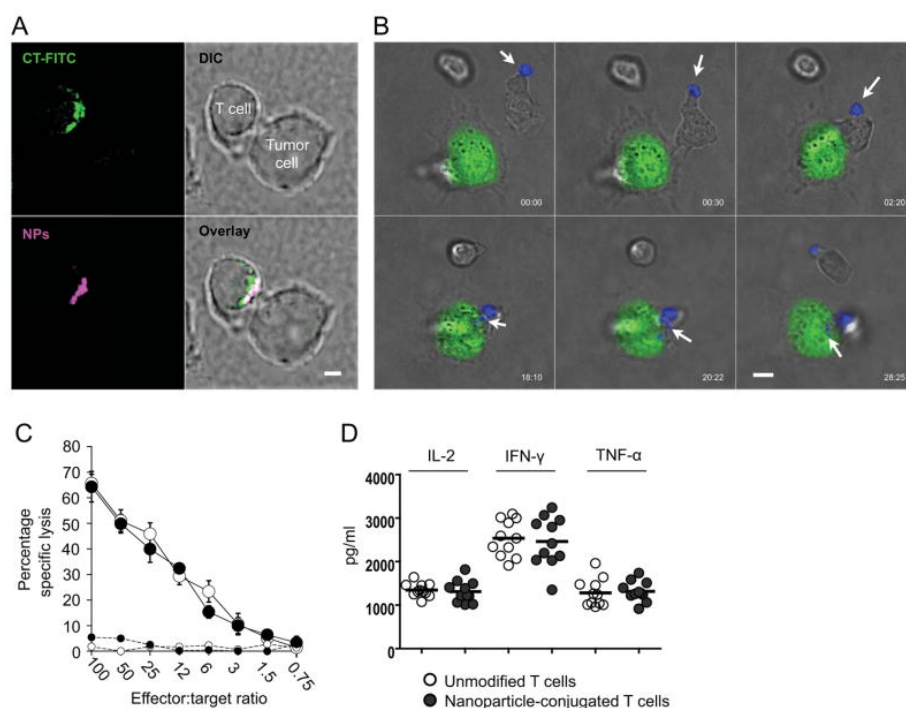 A
CT-FITC
DIC
T cell
Tumor
cell
NPs
Overlay
B
00:00
00:30
02:20
18:10
20:22
28:25
C
Percentage
specific lysis
80
70
60
50
40
30
20
10
0
100
50
25
12
6
3
1.5
0.75
Effector:target ratio
D
IL-2
IFN-γ
TNF-α
pg/ml
4000
3000
2000
1000
0
Unmodified T cells
Nanoparticle-conjugated T cells